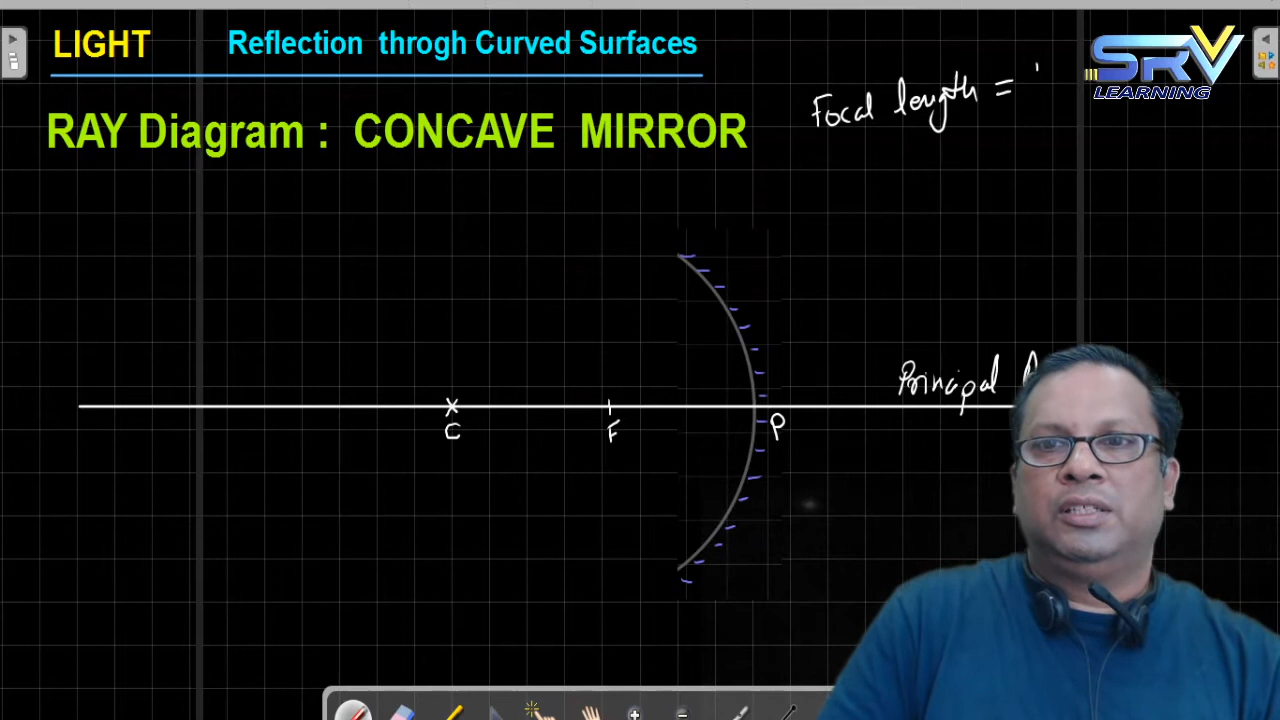 LIGHT
Reflection throgh Curved Surfaces
SRV
LEARNING
Focal length =
RAY Diagram : CONCAVE MIRROR
Principal
C
F
P